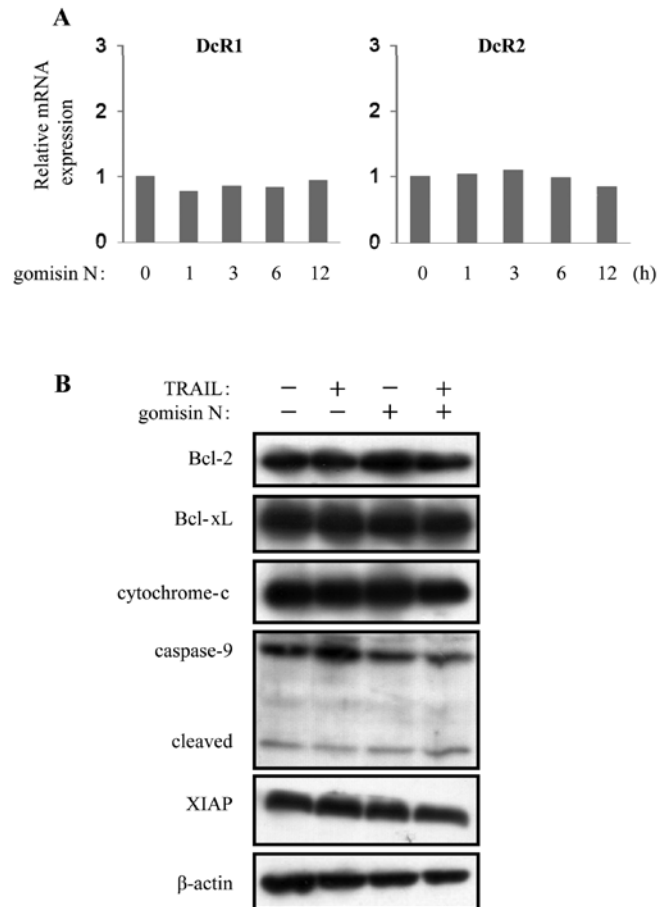 A
DcR1
DcR2
Relative mRNA
expression
3
2
1
0
3
2
1
0
gomisin N: 0 1 3 6 12 0 1 3 6 12 (h)
B
TRAIL: − + − +
gomisin N: − − + +
Bcl-2
Bcl-xL
cytochrome-c
caspase-9
cleaved
XIAP
β-actin